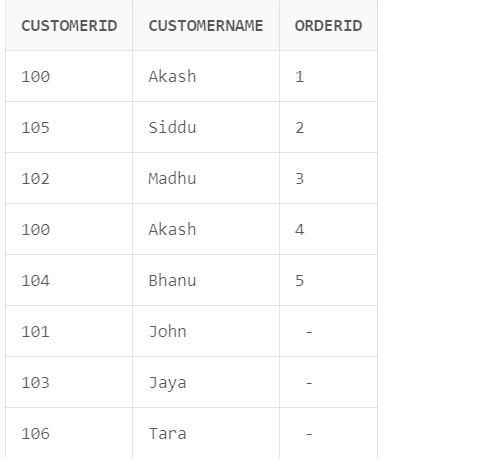 CUSTOMERID CUSTOMERNAME ORDERID
100 Akash 1
105 Siddu 2
102 Madhu 3
100 Akash 4
104 Bhanu 5
101 John -
103 Jaya -
106 Tara -